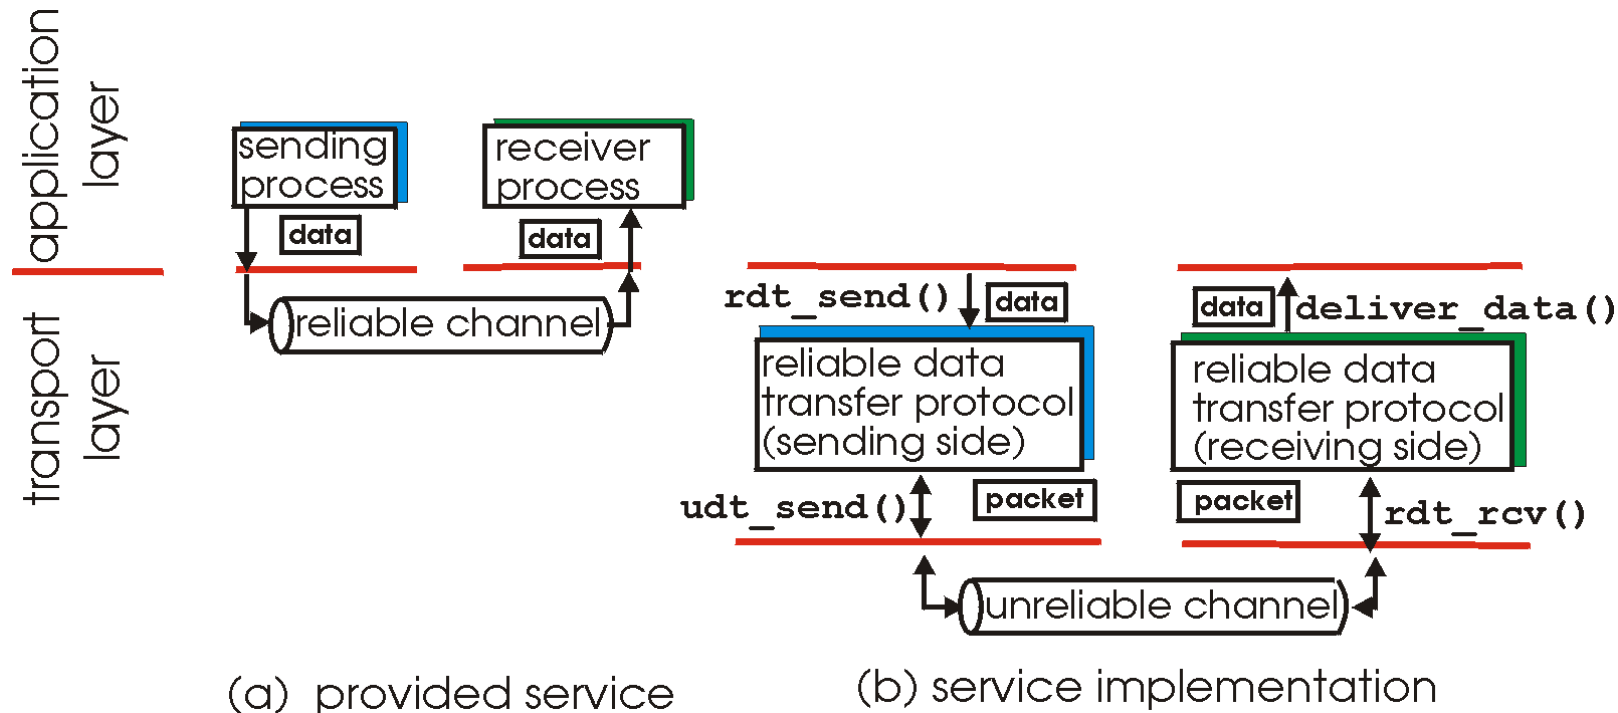 application
layer
transport
layer
sending
process
receiver
process
data
data
reliable channel
(a) provided service
rdt_send()
data
data
deliver_data()
reliable data
transfer protocol
(sending side)
reliable data
transfer protocol
(receiving side)
udt_send()
packet
packet
rdt_rcv()
unreliable channel
(b) service implementation